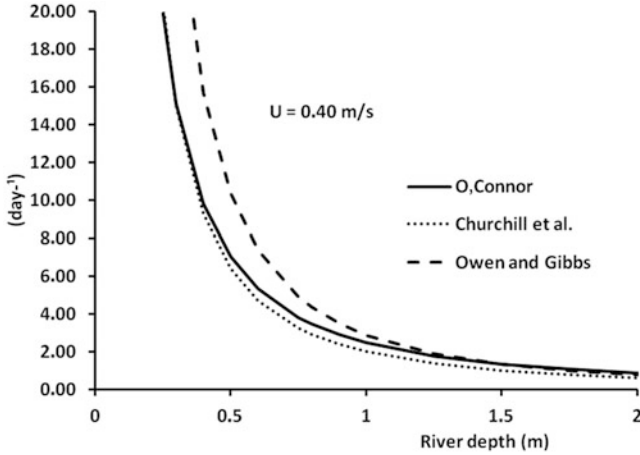 20.00
18.00
16.00
14.00
12.00
10.00
8.00
6.00
4.00
2.00
0.00
(day-¹)
U = 0.40 m/s
O,Connor
Churchill et al.
Owen and Gibbs
0 0.5 1 1.5 2
River depth (m)